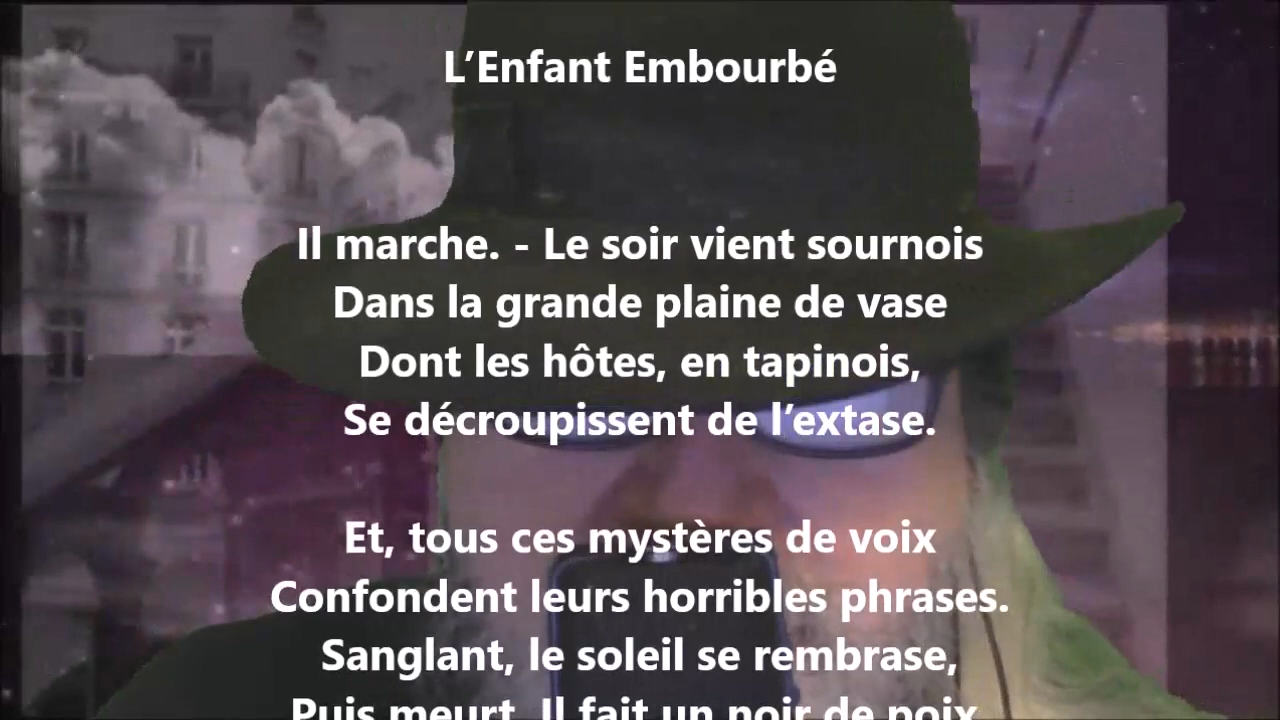 L’Enfant Embourbé
Il marche. - Le soir vient sournois
Dans la grande plaine de vase
Dont les hôtes, en tapinois,
Se décroupissent de l’extase.
Et, tous ces mystères de voix
Confondent leurs horribles phrases.
Sanglant, le soleil se rembrase,
Puis meurt. Il fait un noir de poix